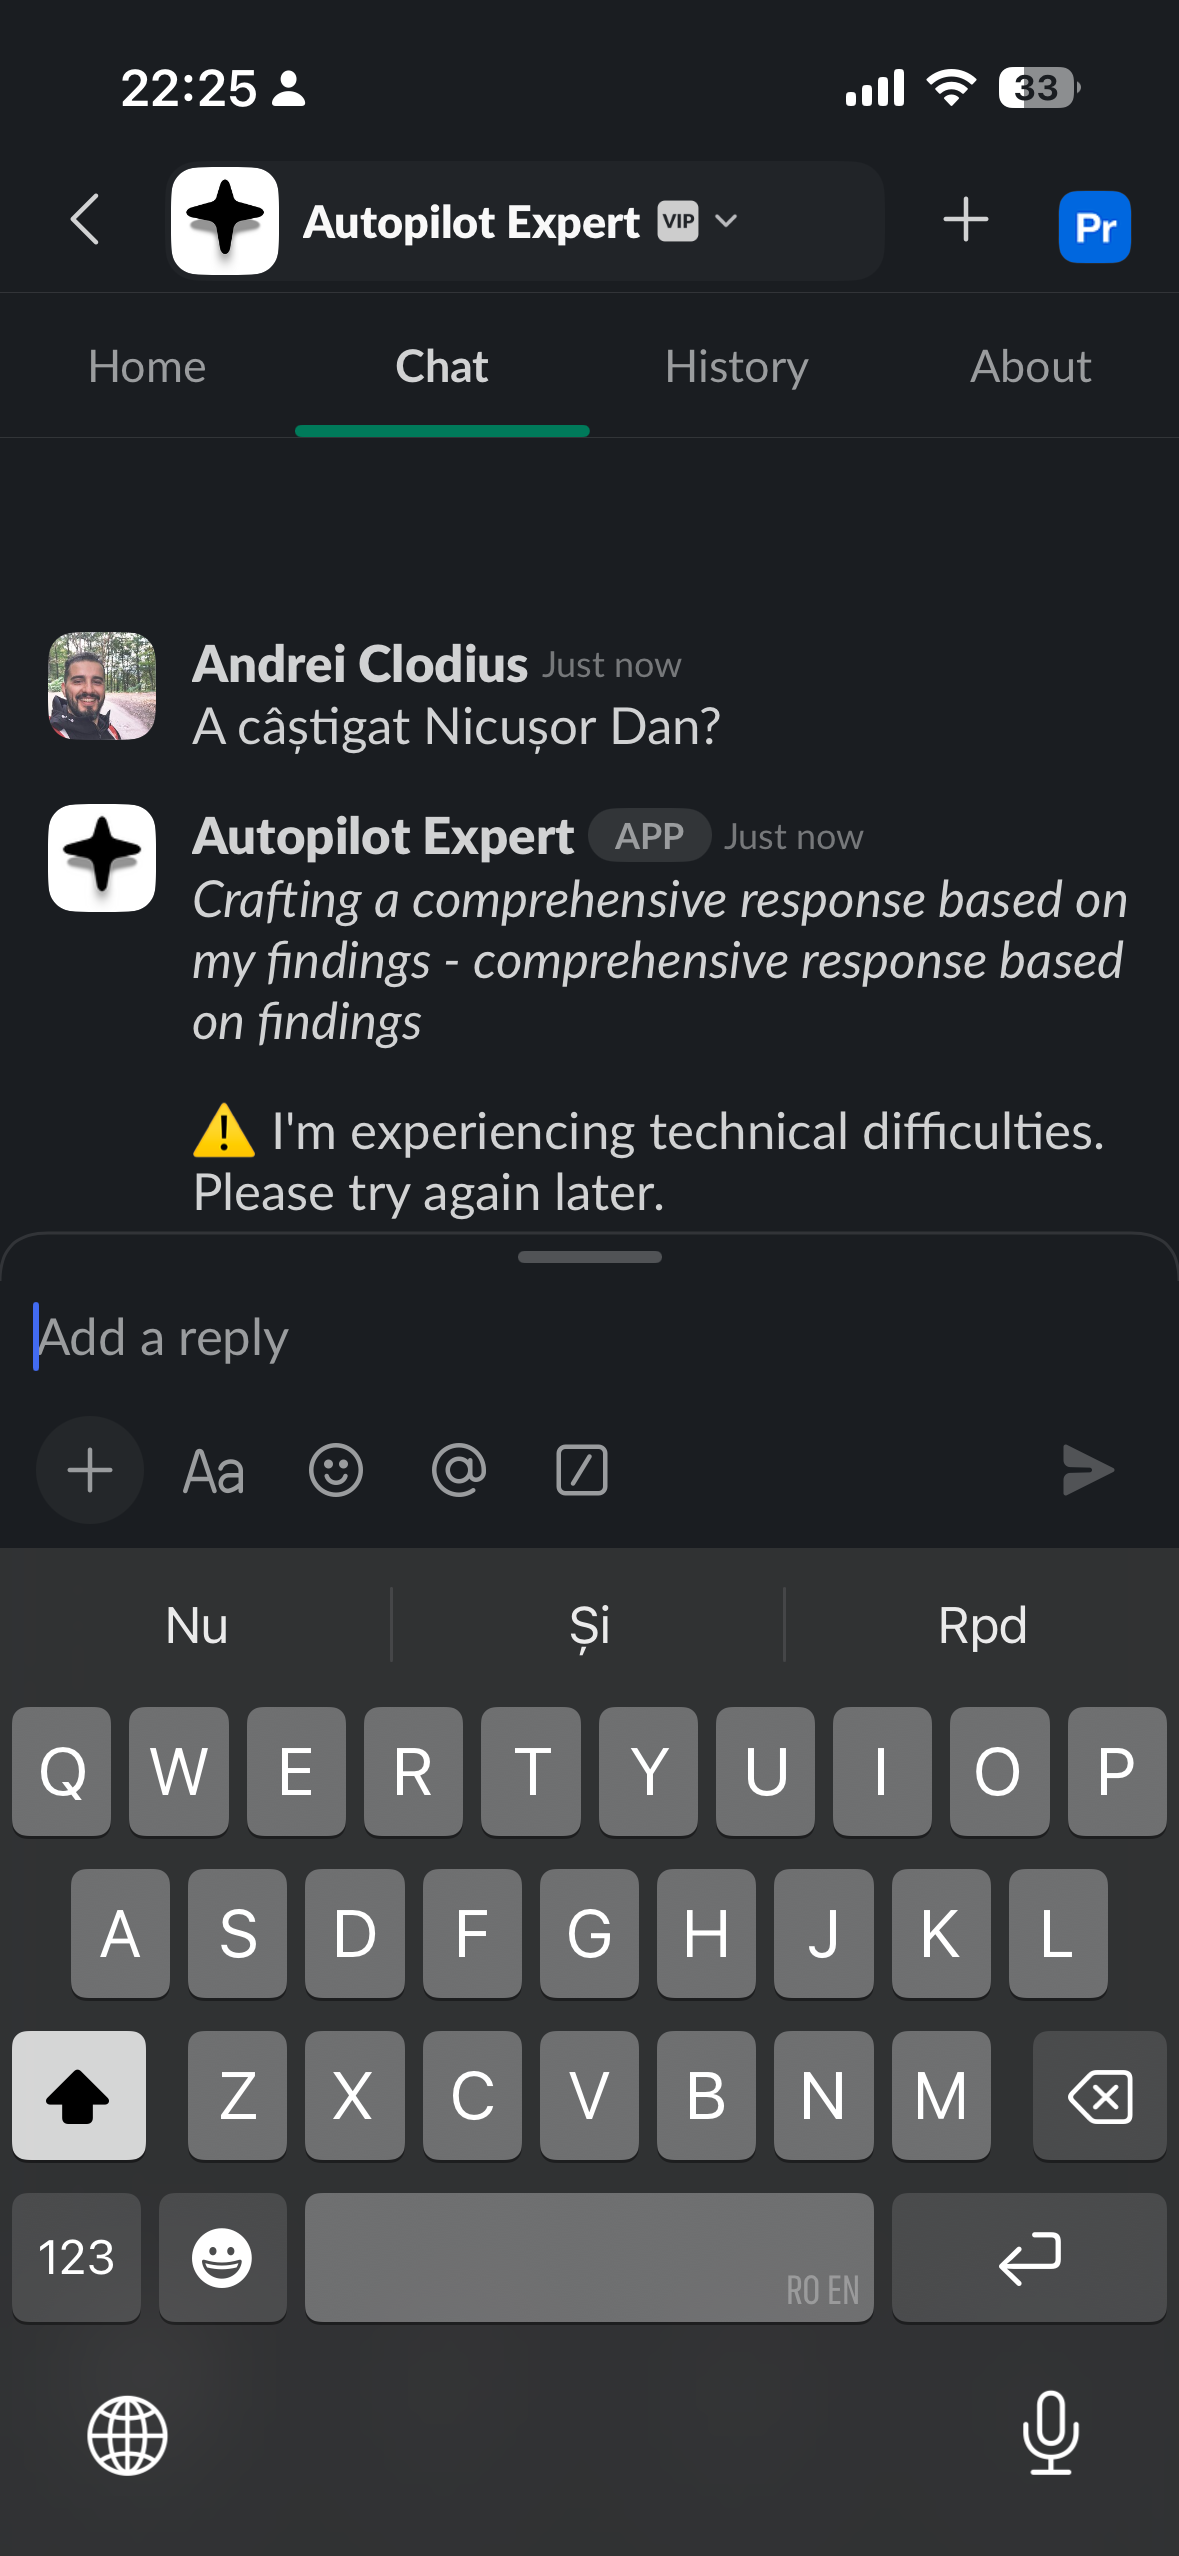 22:25
33
Autopilot Expert VIP
Pr
Home Chat History About
Andrei Clodius Just now
A câștigat Nicușor Dan?
Autopilot Expert APP Just now
Crafting a comprehensive response based on
my findings - comprehensive response based
on findings
⚠️ I'm experiencing technical difficulties.
Please try again later.
Add a reply
Aa @
Nu Și Rpd
Q W E R T Y U I O P
A S D F G H J K L
Z X C V B N M
123
RO EN